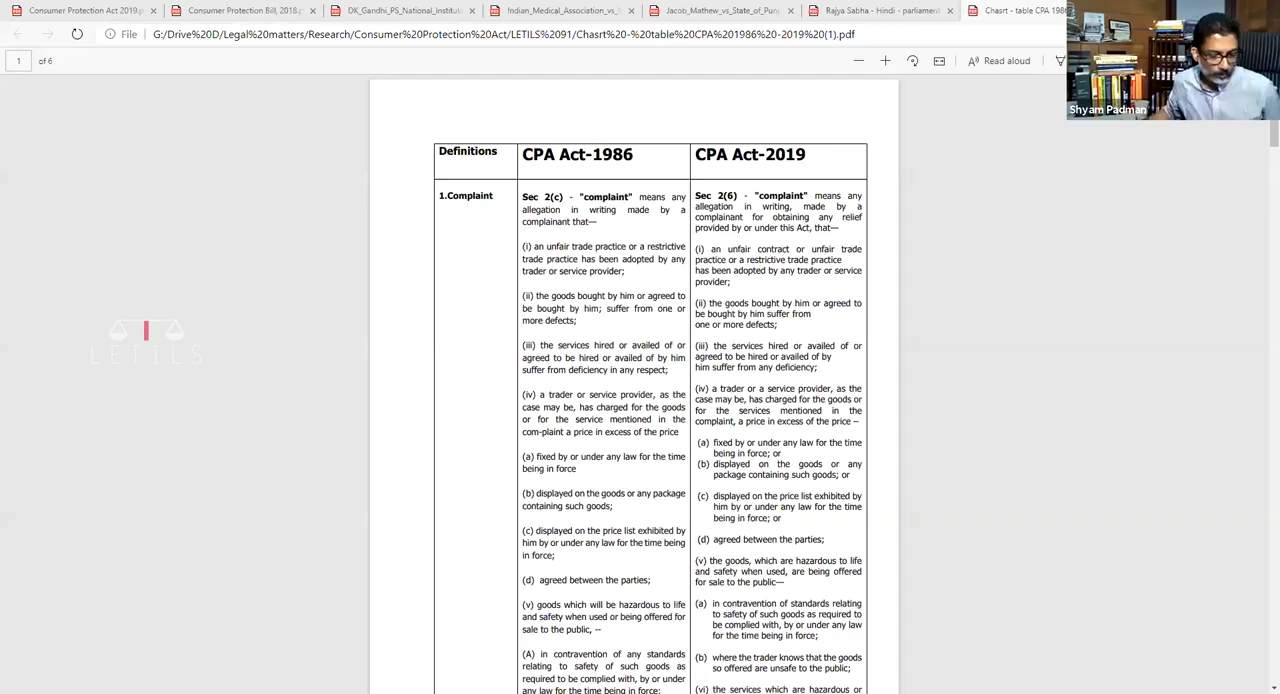 Consumer Protection Act 2019.p
Consumer Protection Bill, 2018.p
DK_Gandhi_PS_National_Institut
Indian_Medical_Association_vs_
Jacob_Mathew_vs_State_of_Punj
Rajya Sabha - Hindi - parliament
Chasrt - table CPA 1986
File
G:/Drive%20D/Legal%20matters/Research/Consumer%20Protection%20Act/LETILS%2091/Chasrt%20-%20table%20CPA%201986%20-2019%20(1).pdf
1 of 6
Read aloud
Shyam Padman
LETILS
Definitions
CPA Act-1986
CPA Act-2019
1.Complaint
Sec 2(c) - "complaint" means any
allegation in writing made by a
complainant that—
(i) an unfair trade practice or a restrictive
trade practice has been adopted by any
trader or service provider;
(ii) the goods bought by him or agreed to
be bought by him; suffer from one or
more defects;
(iii) the services hired or availed of or
agreed to be hired or availed of by him
suffer from deficiency in any respect;
(iv) a trader or service provider, as the
case may be, has charged for the goods
or for the service mentioned in the
com-plaint a price in excess of the price
(a) fixed by or under any law for the time
being in force
(b) displayed on the goods or any package
containing such goods;
(c) displayed on the price list exhibited by
him by or under any law for the time being
in force;
(d) agreed between the parties;
(v) goods which will be hazardous to life
and safety when used or being offered for
sale to the public, --
(A) in contravention of any standards
relating to safety of such goods as
required to be complied with, by or under
any law for the time being in force;
Sec 2(6) - "complaint" means any
allegation in writing, made by a
complainant for obtaining any relief
provided by or under this Act, that—
(i) an unfair contract or unfair trade
practice or a restrictive trade practice
has been adopted by any trader or service
provider;
(ii) the goods bought by him or agreed to
be bought by him suffer from
one or more defects;
(iii) the services hired or availed of or
agreed to be hired or availed of by
him suffer from any deficiency;
(iv) a trader or a service provider, as the
case may be, has charged for the goods or
for the services mentioned in the
complaint, a price in excess of the price –
(a) fixed by or under any law for the time
being in force; or
(b) displayed on the goods or any
package containing such goods; or
(c) displayed on the price list exhibited by
him by or under any law for the time
being in force; or
(d) agreed between the parties;
(v) the goods, which are hazardous to life
and safety when used, are being offered
for sale to the public—
(a) in contravention of standards relating
to safety of such goods as required to
be complied with, by or under any law
for the time being in force;
(b) where the trader knows that the goods
so offered are unsafe to the public;
(vi) the services which are hazardous or